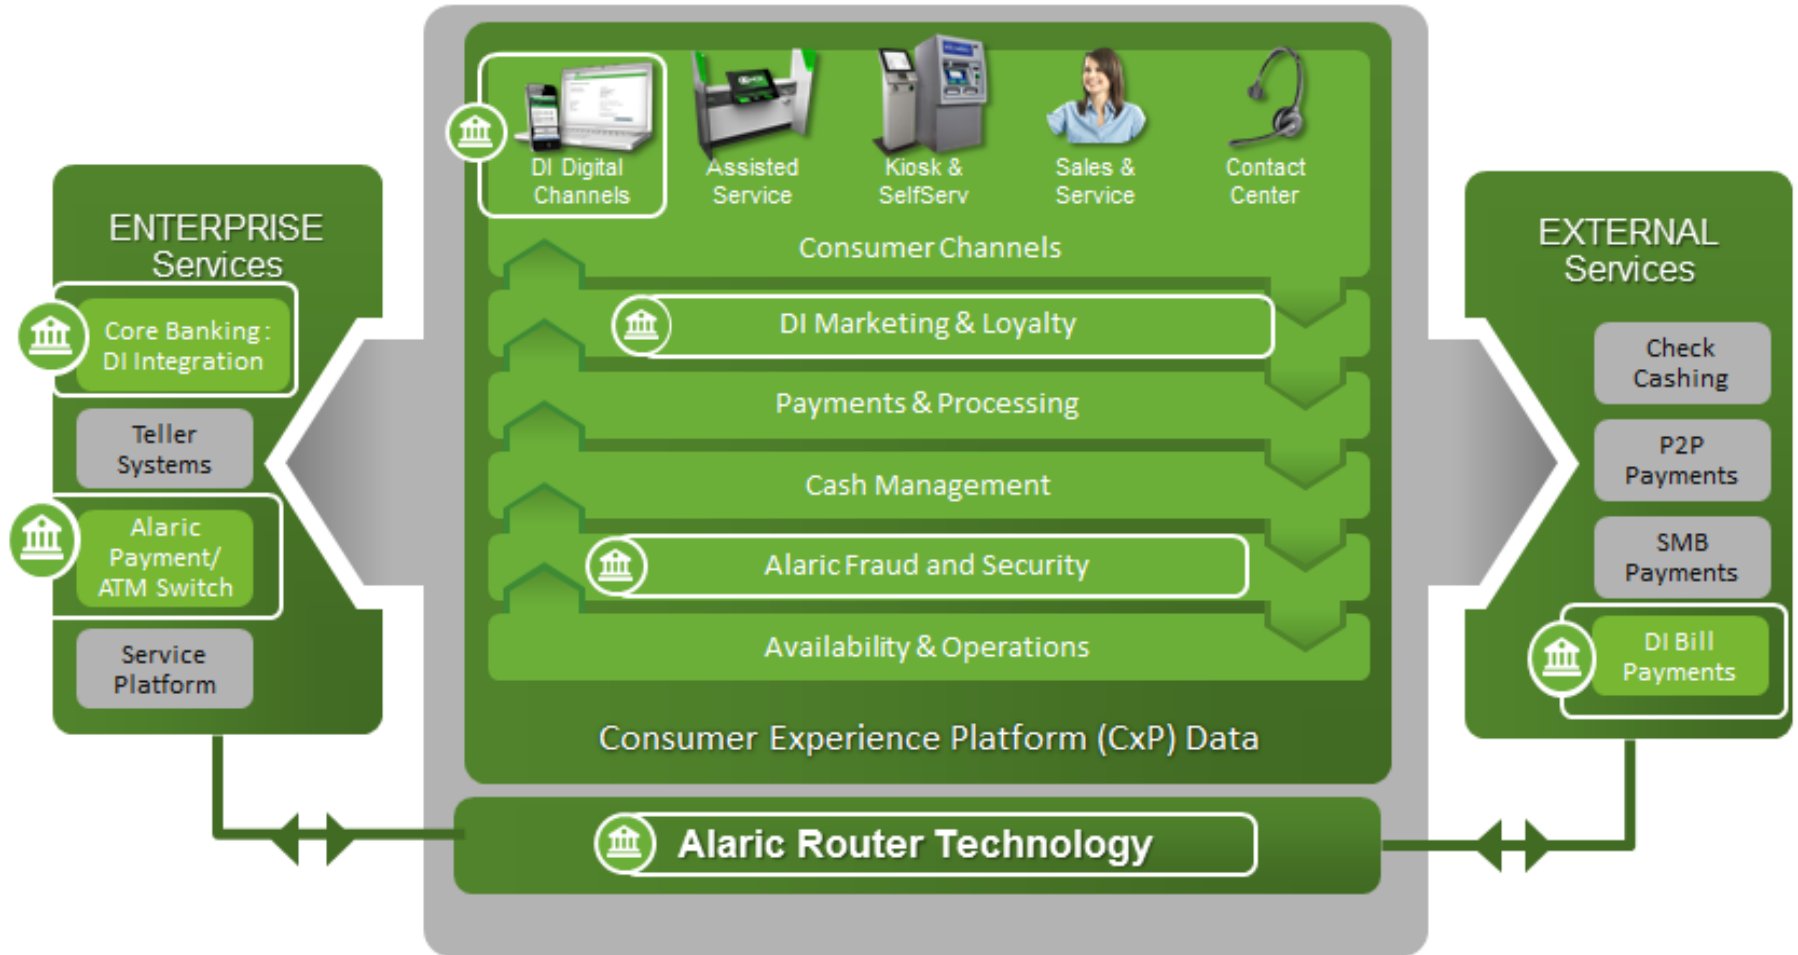 DI Digital
Channels
Assisted
Service
Kiosk &
SelfServ
Sales &
Service
Contact
Center
Consumer Channels
DI Marketing & Loyalty
Payments & Processing
Cash Management
Alaric Fraud and Security
Availability & Operations
Consumer Experience Platform (CxP) Data
Alaric Router Technology
ENTERPRISE
Services
Core Banking :
DI Integration
Teller
Systems
Alaric
Payment/
ATM Switch
Service
Platform
EXTERNAL
Services
Check
Cashing
P2P
Payments
SMB
Payments
DI Bill
Payments